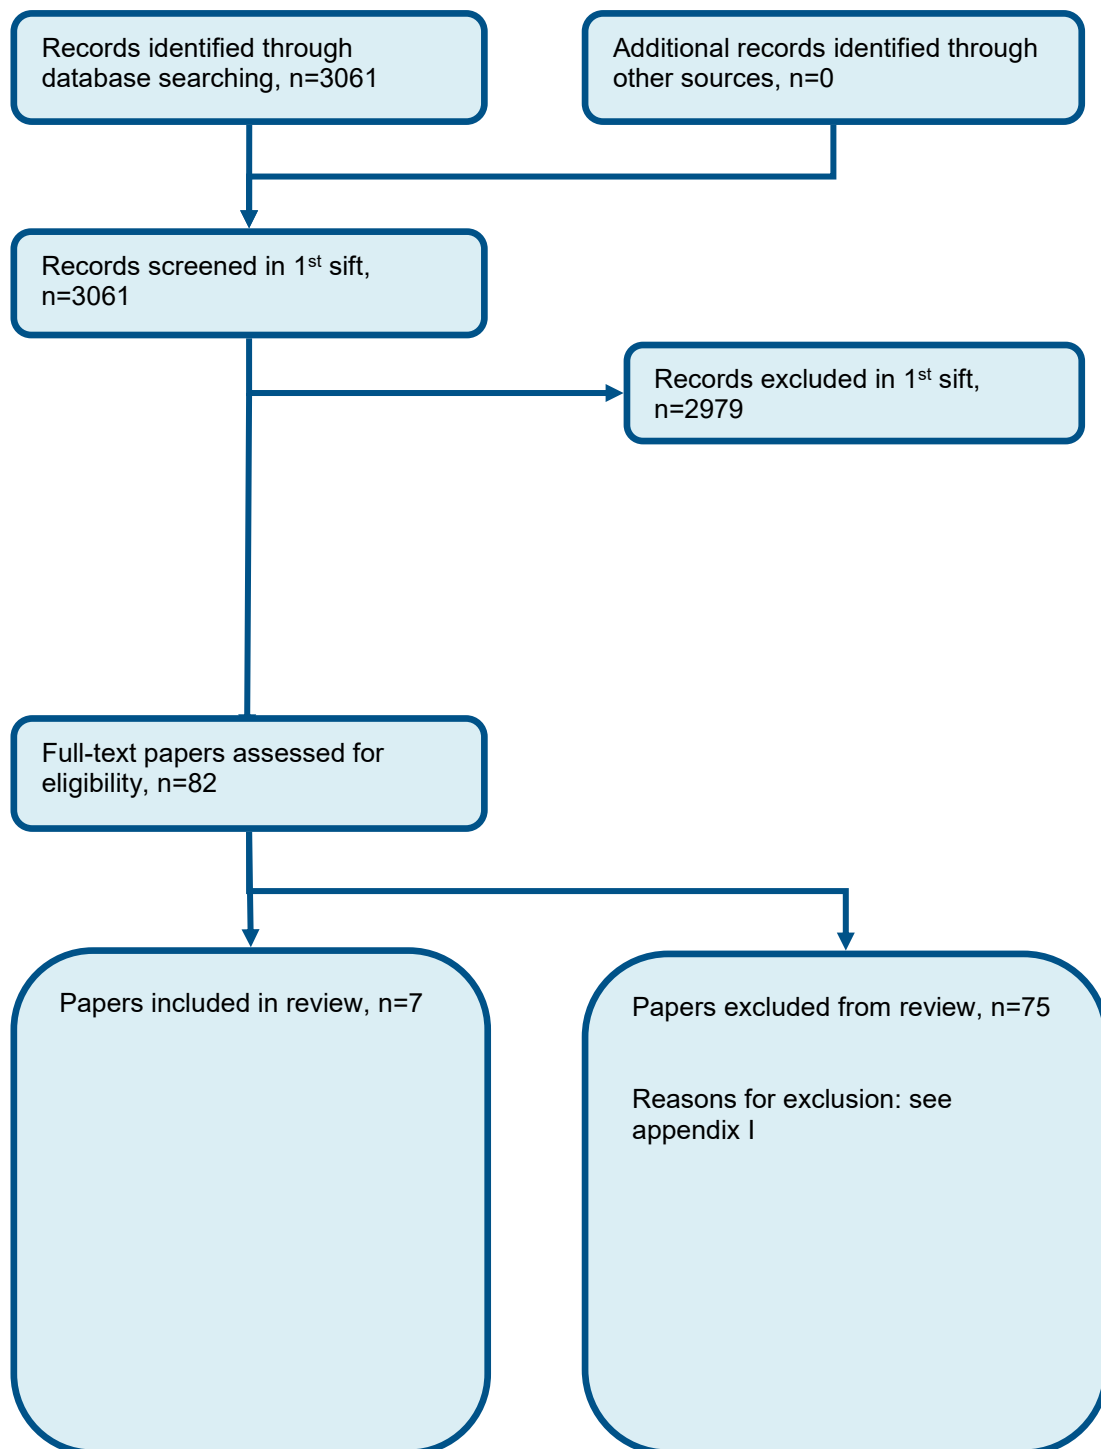 Records identified through
database searching, n=3061
Additional records identified through
other sources, n=0
Records screened in 1st sift,
n=3061
Records excluded in 1st sift,
n=2979
Full-text papers assessed for
eligibility, n=82
Papers included in review, n=7
Papers excluded from review, n=75
Reasons for exclusion: see
appendix I